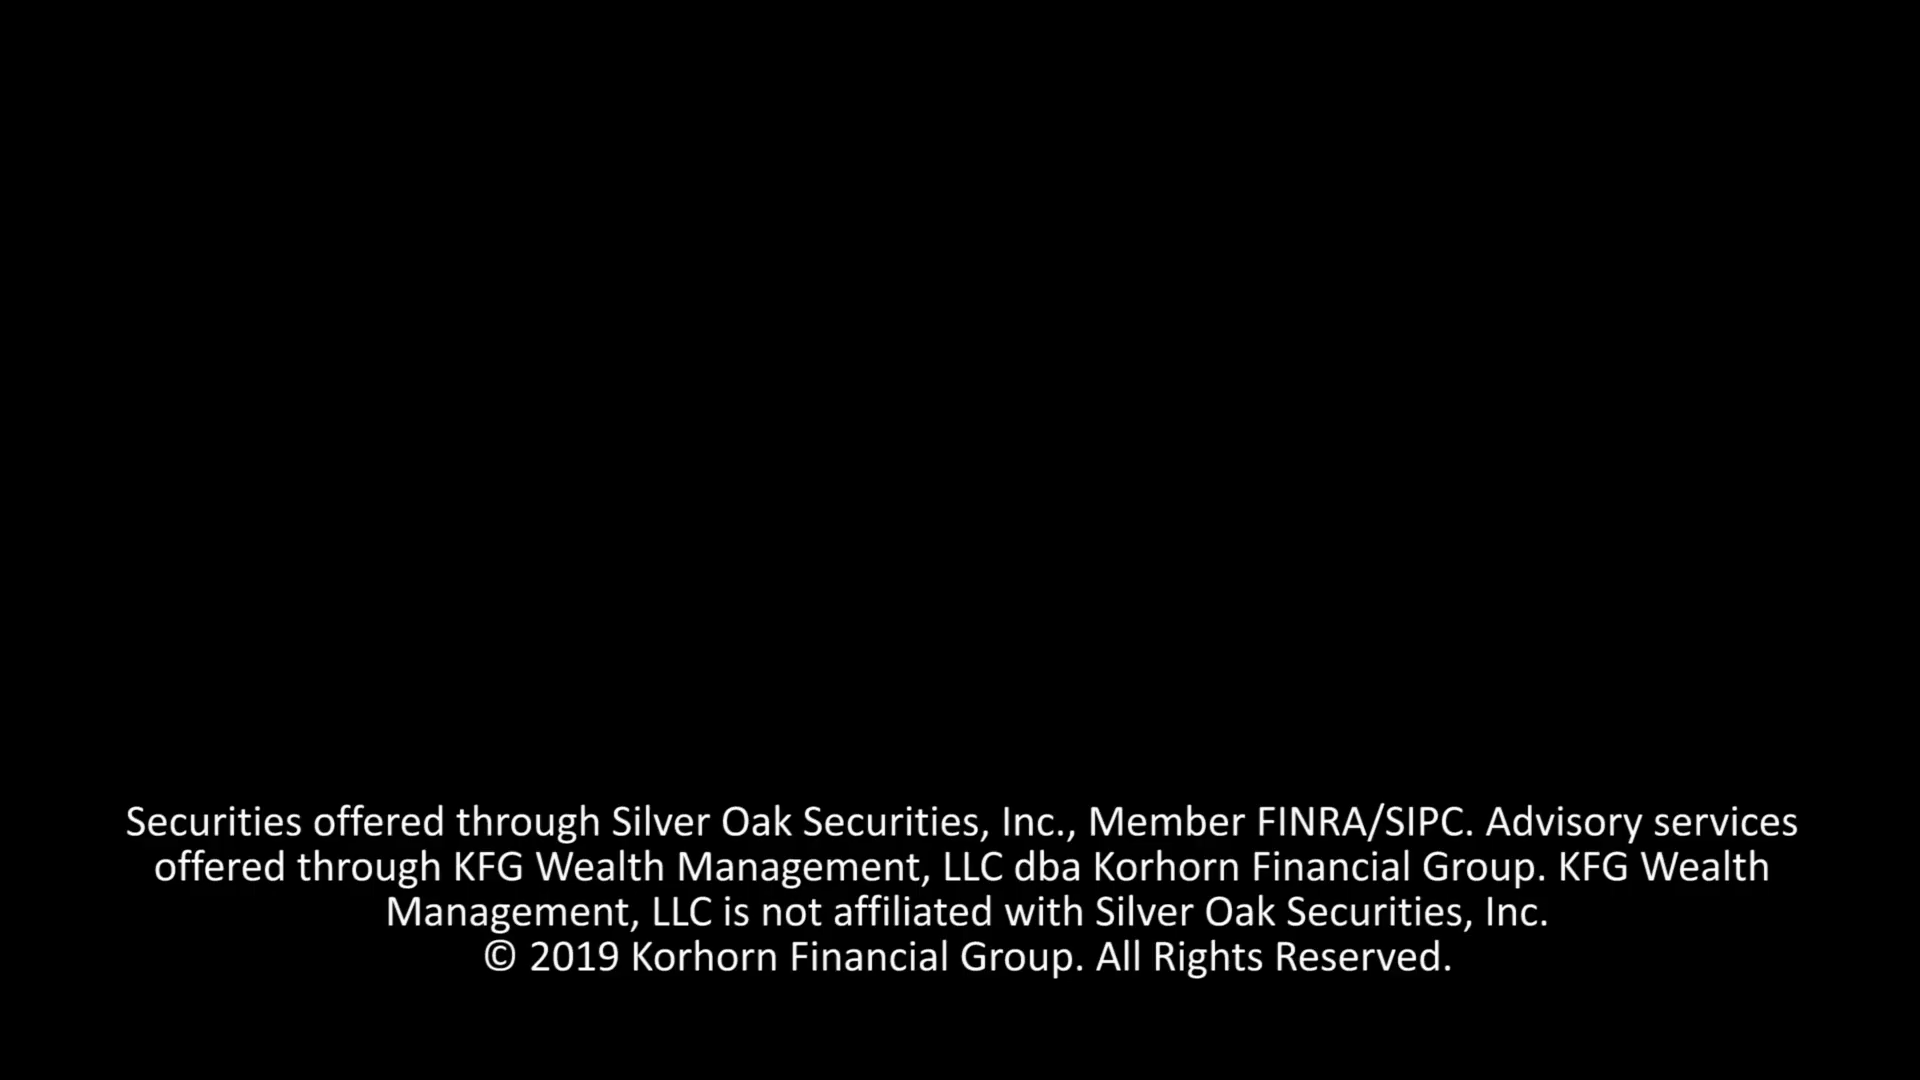 Securities offered through Silver Oak Securities, Inc., Member FINRA/SIPC. Advisory services
offered through KFG Wealth Management, LLC dba Korhorn Financial Group. KFG Wealth
Management, LLC is not affiliated with Silver Oak Securities, Inc.
© 2019 Korhorn Financial Group. All Rights Reserved.